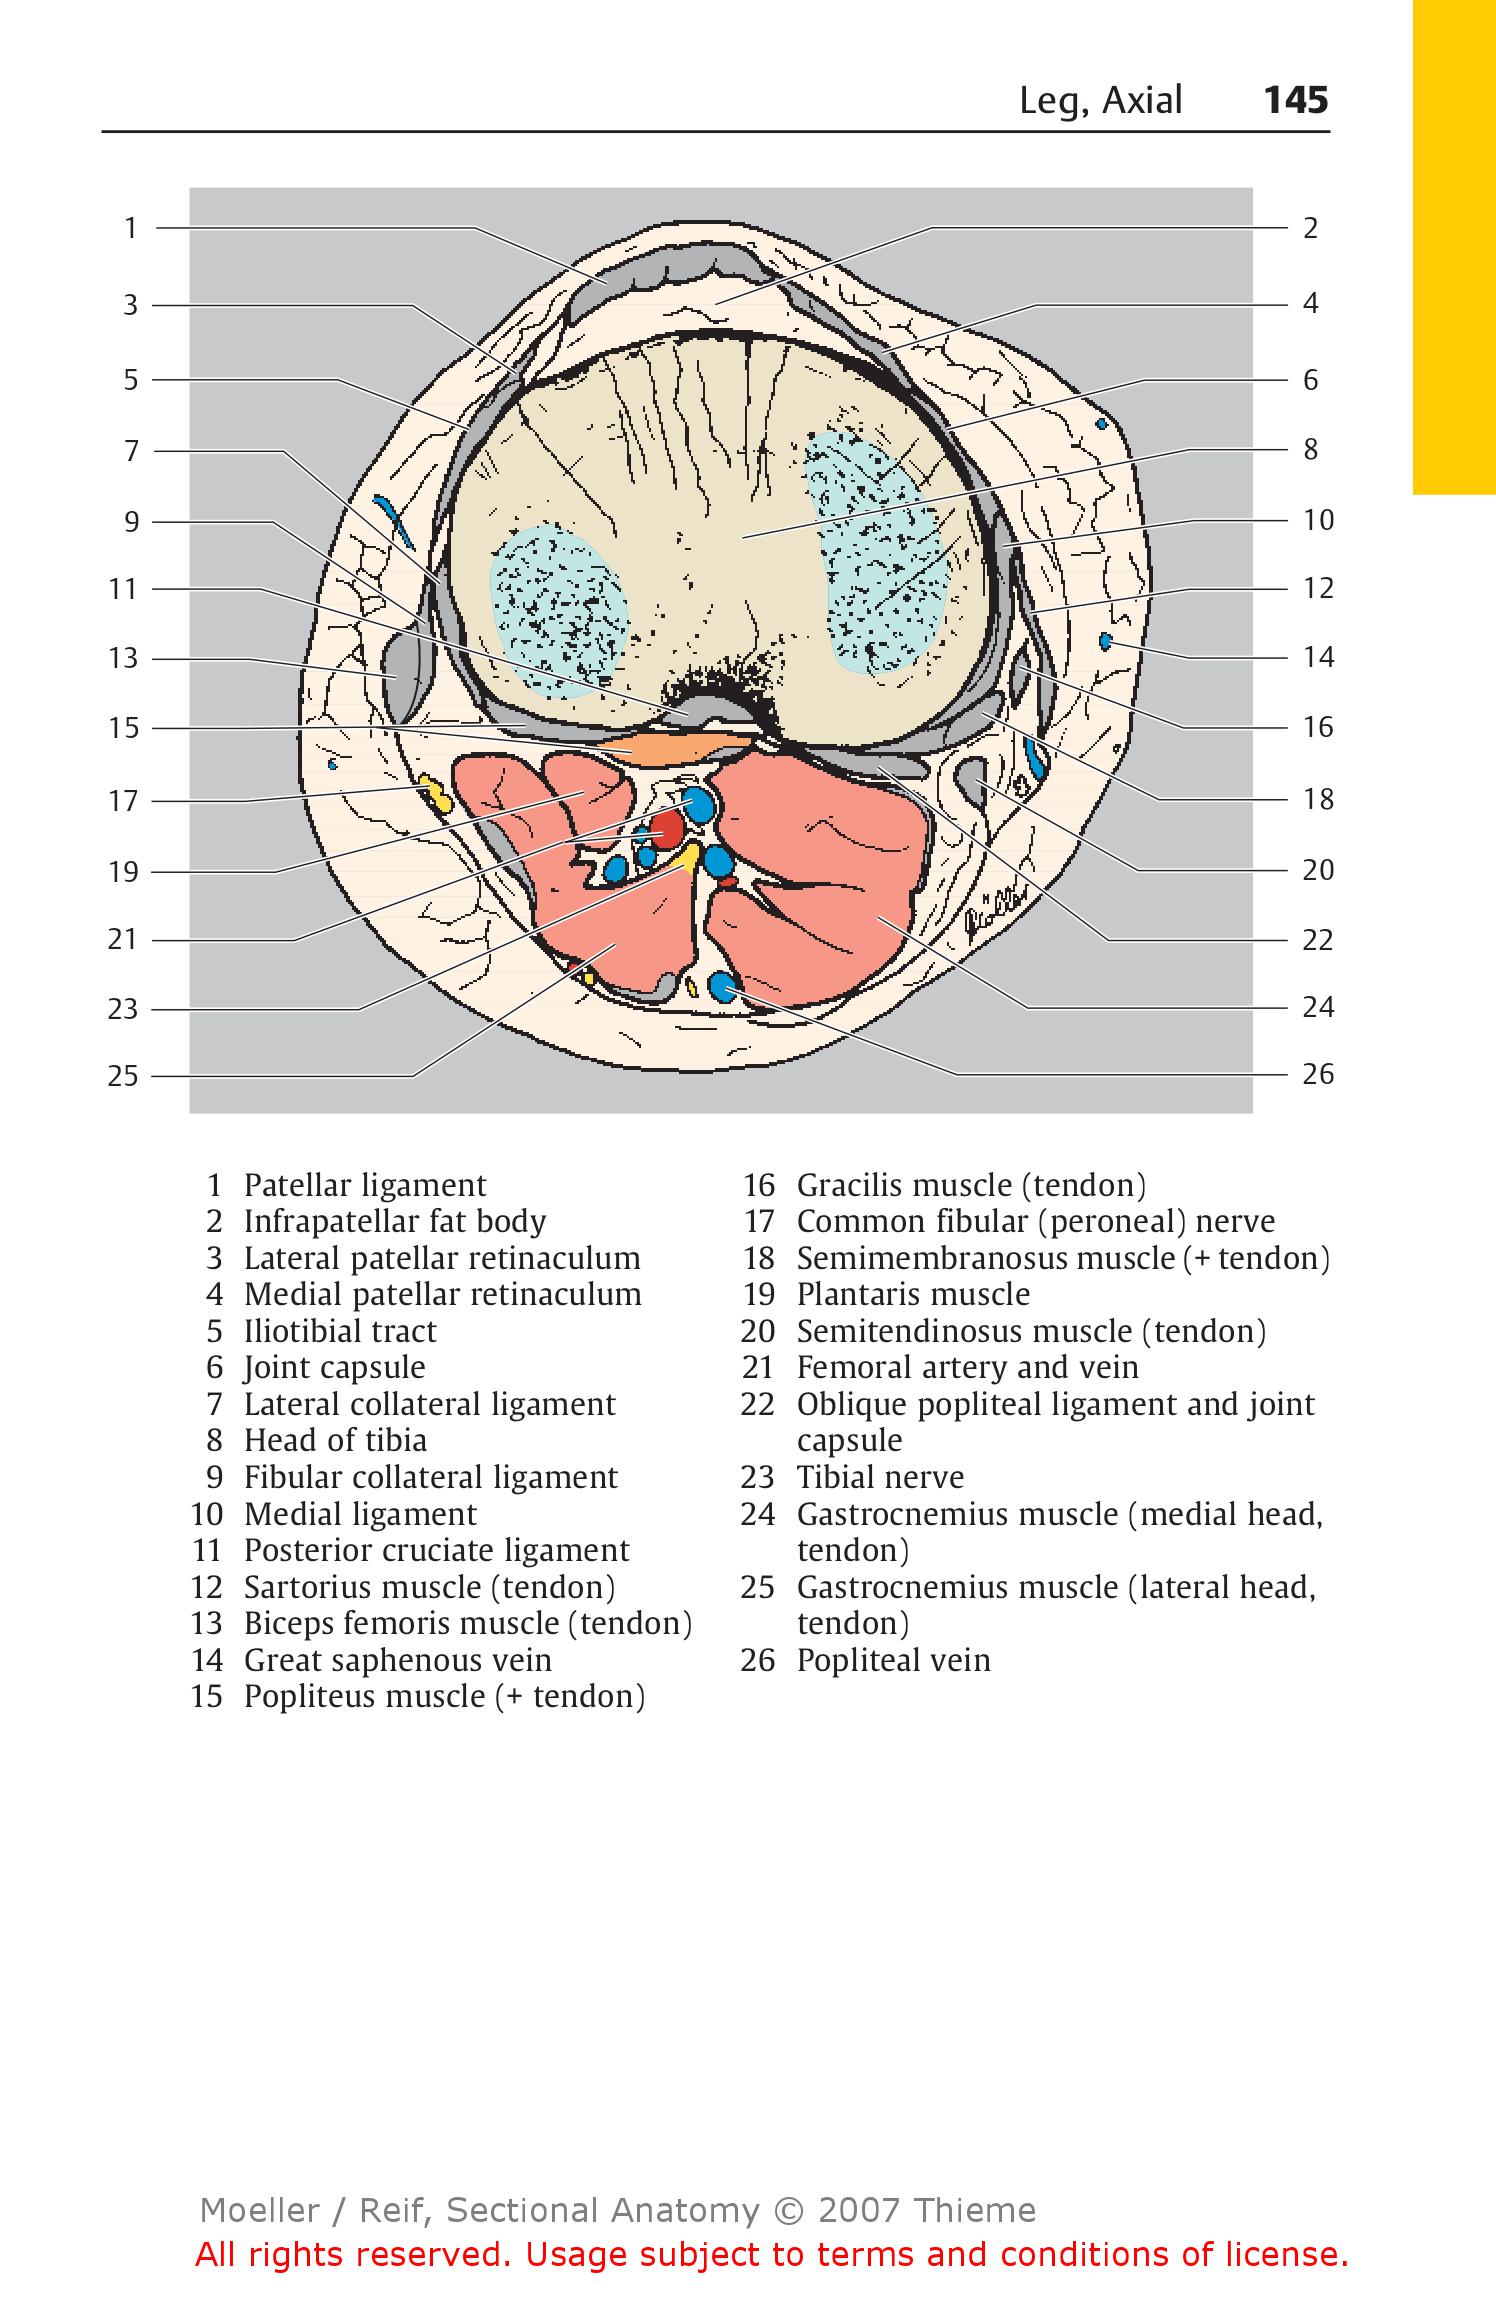 Leg, Axial 145
1 2
3 4
5 6
7 8
9 10
11 12
13 14
15 16
17 18
19 20
21 22
23 24
25 26
1 Patellar ligament
2 Infrapatellar fat body
3 Lateral patellar retinaculum
4 Medial patellar retinaculum
5 Iliotibial tract
6 Joint capsule
7 Lateral collateral ligament
8 Head of tibia
9 Fibular collateral ligament
10 Medial ligament
11 Posterior cruciate ligament
12 Sartorius muscle (tendon)
13 Biceps femoris muscle (tendon)
14 Great saphenous vein
15 Popliteus muscle (+ tendon)
16 Gracilis muscle (tendon)
17 Common fibular (peroneal) nerve
18 Semimembranosus muscle (+ tendon)
19 Plantaris muscle
20 Semitendinosus muscle (tendon)
21 Femoral artery and vein
22 Oblique popliteal ligament and joint
capsule
23 Tibial nerve
24 Gastrocnemius muscle (medial head,
tendon)
25 Gastrocnemius muscle (lateral head,
tendon)
26 Popliteal vein
Moeller / Reif, Sectional Anatomy © 2007 Thieme
All rights reserved. Usage subject to terms and conditions of license.